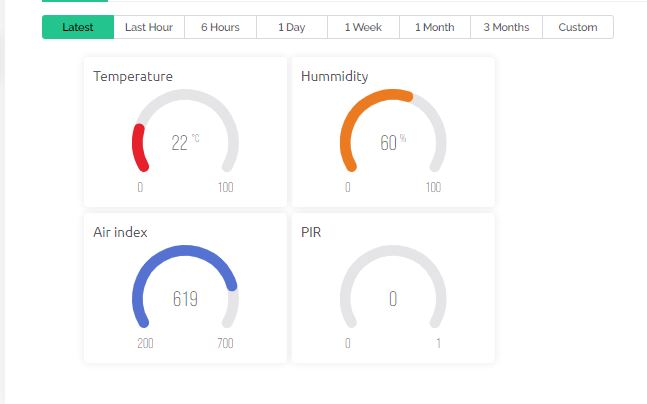 Latest Last Hour 6 Hours 1 Day 1 Week 1 Month 3 Months Custom
Temperature
22 °C
0 100
Hummidity
60 %
0 100
Air index
619
200 700
PIR
0
0 1